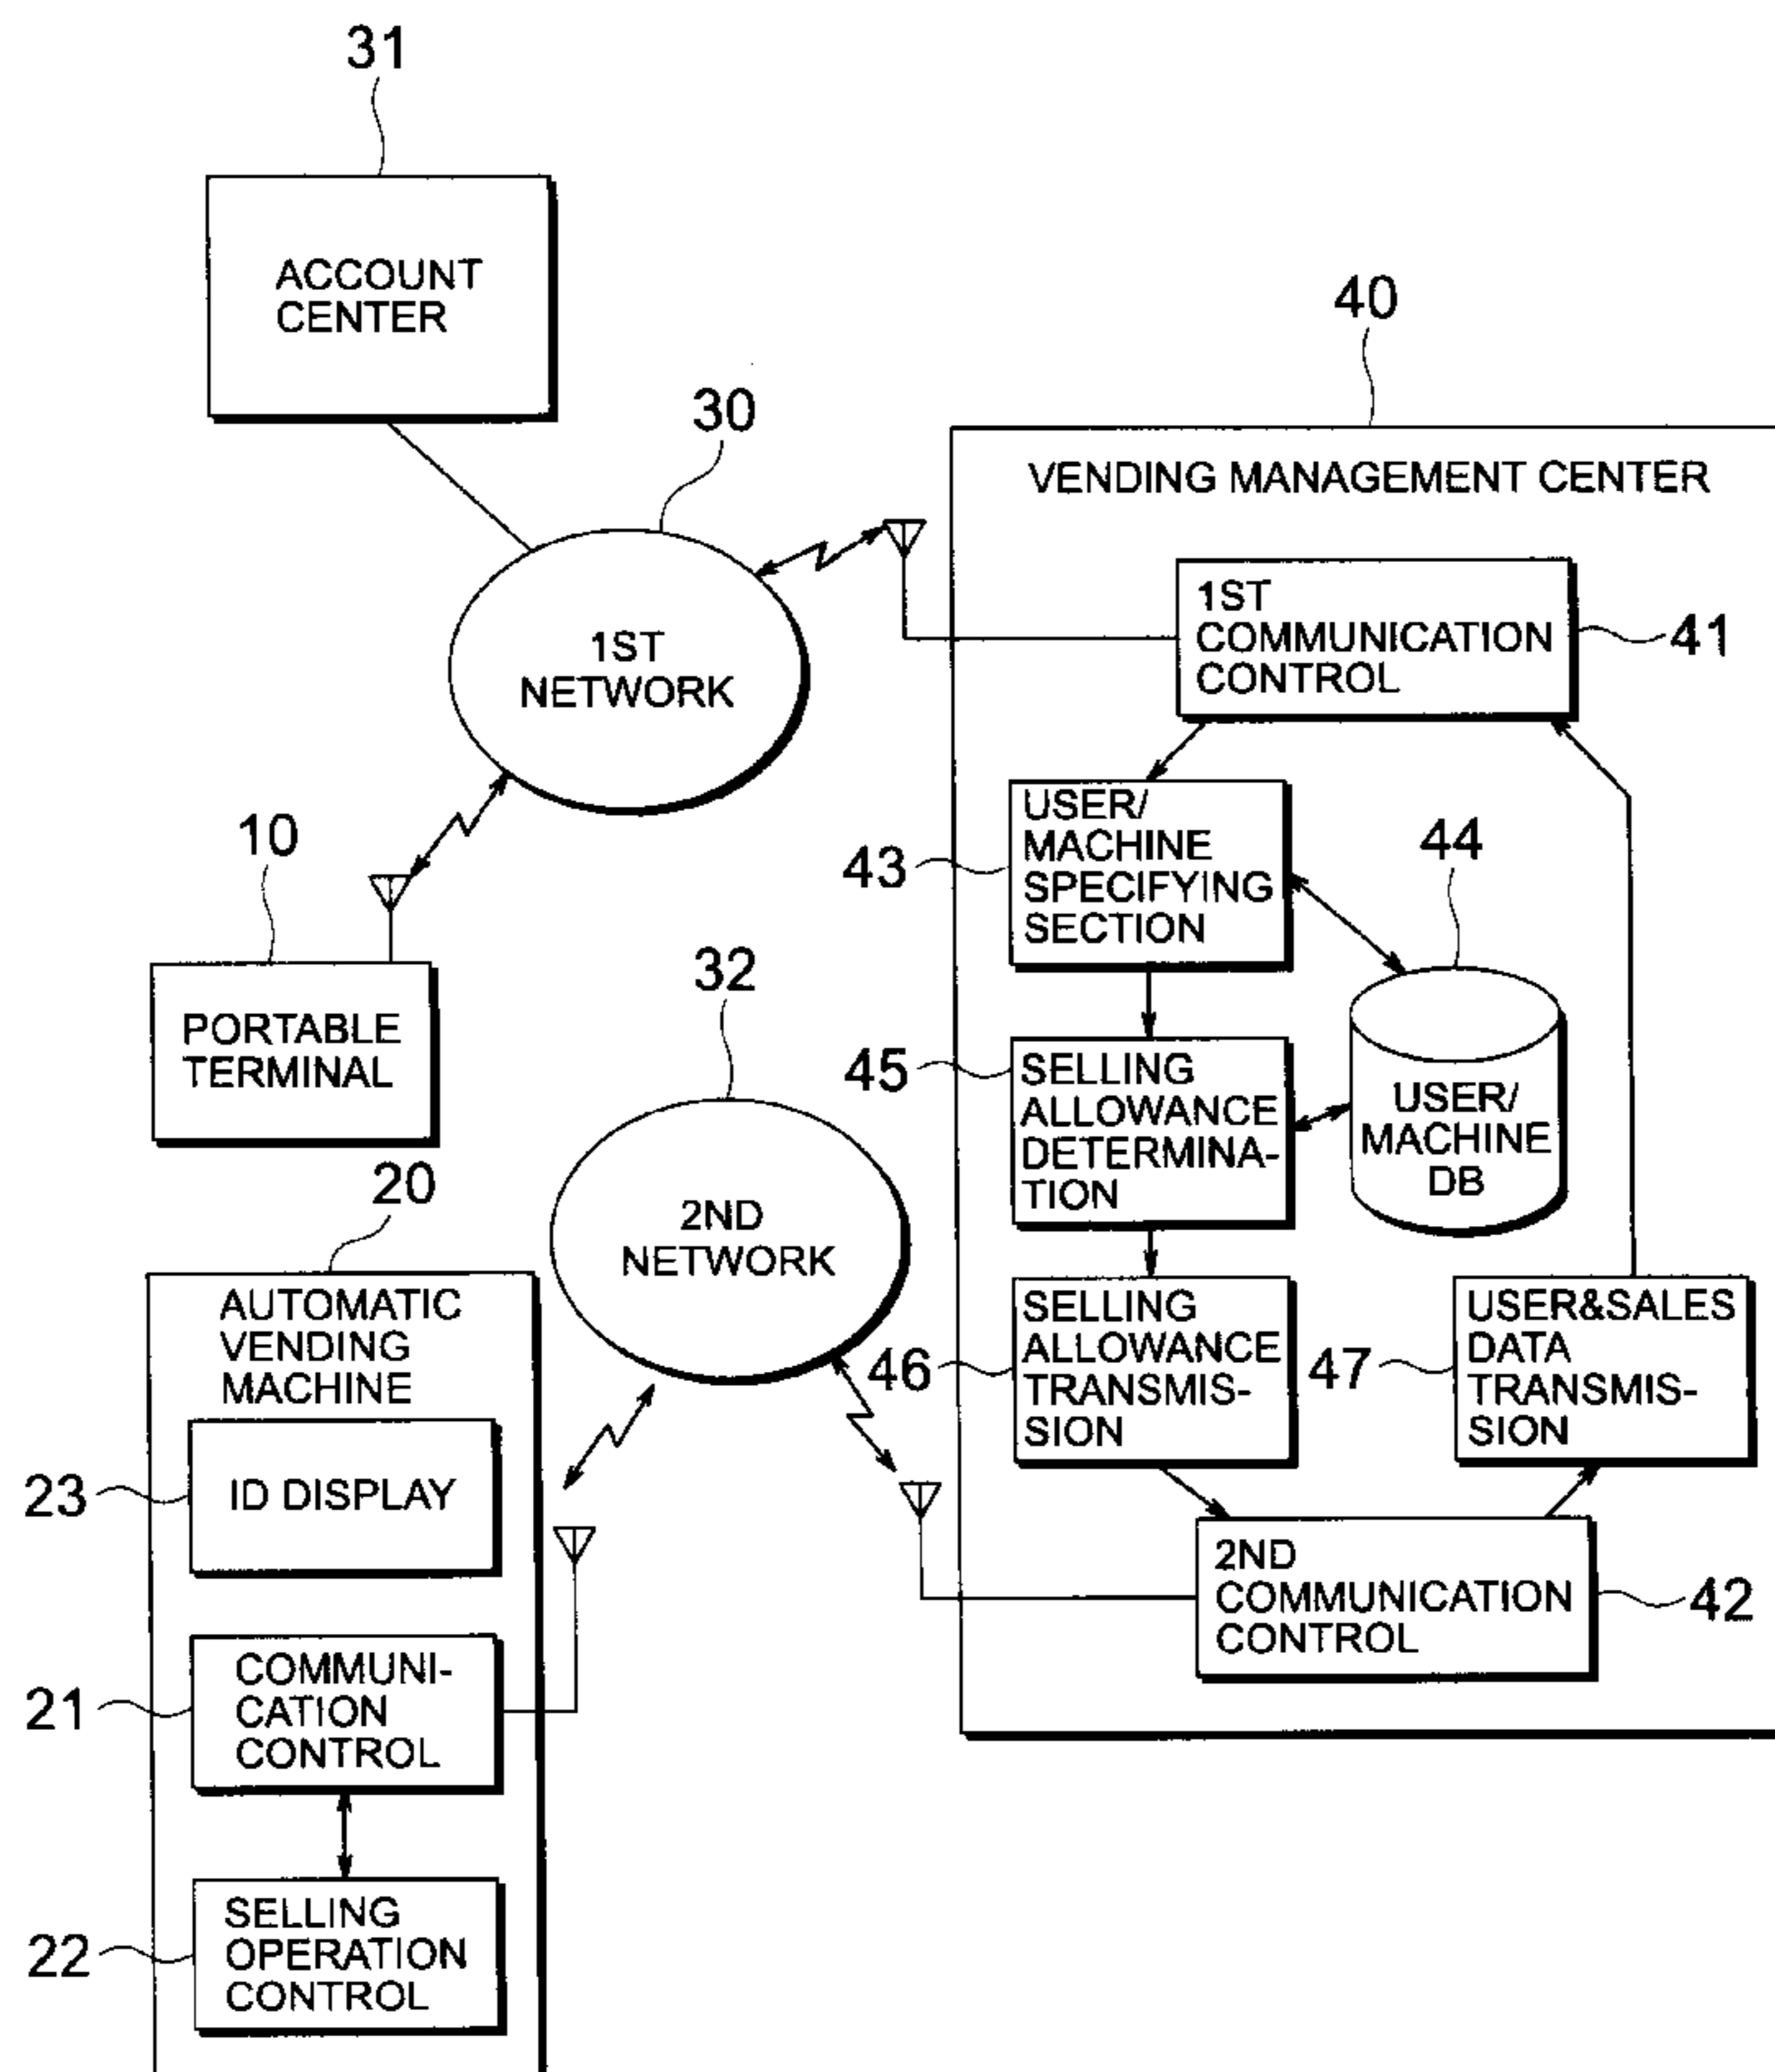 31
ACCOUNT
CENTER
30
1ST
NETWORK
10
PORTABLE
TERMINAL
32
2ND
NETWORK
20
AUTOMATIC
VENDING
MACHINE
23
ID DISPLAY
21
COMMUNI-
CATION
CONTROL
22
SELLING
OPERATION
CONTROL
40
VENDING MANAGEMENT CENTER
1ST
COMMUNICATION
CONTROL
41
43
USER/
MACHINE
SPECIFYING
SECTION
44
USER/
MACHINE
DB
45
SELLING
ALLOWANCE
DETERMINA-
TION
46
SELLING
ALLOWANCE
TRANSMIS-
SION
47
USER&SALES
DATA
TRANSMIS-
SION
2ND
COMMUNICATION
CONTROL
42